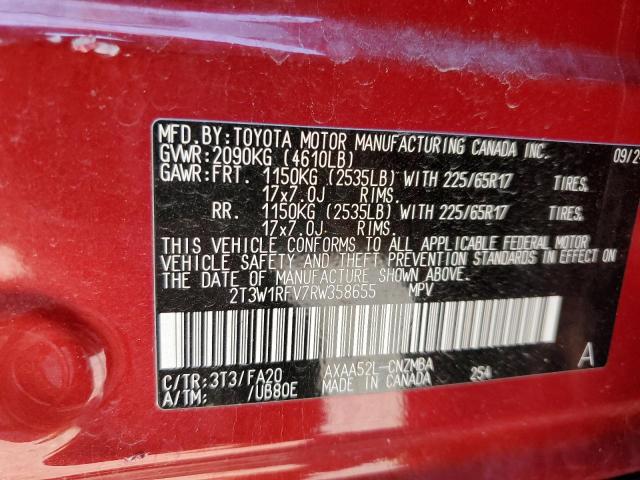 MFD.BY:TOYOTA MOTOR MANUFACTURING CANADA INC. 09/2
GVWR:2090KG (4610LB)
GAWR:FRT. 1150KG (2535LB) WITH 225/65R17 TIRES.
17x7.0J RIMS.
RR. 1150KG (2535LB) WITH 225/65R17 TIRES.
17x7.0J RIMS.
THIS VEHICLE CONFORMS TO ALL APPLICABLE FEDERAL MOTOR
VEHICLE SAFETY AND THEFT PREVENTION STANDARDS IN EFFECT ON
THE DATE OF MANUFACTURE SHOWN ABOVE.
2T3W1RFV7RW358655 MPV
A
C/TR:3T3/FA20 AXAA52L-CNZMBA 254
A/TM: /UB80E MADE IN CANADA